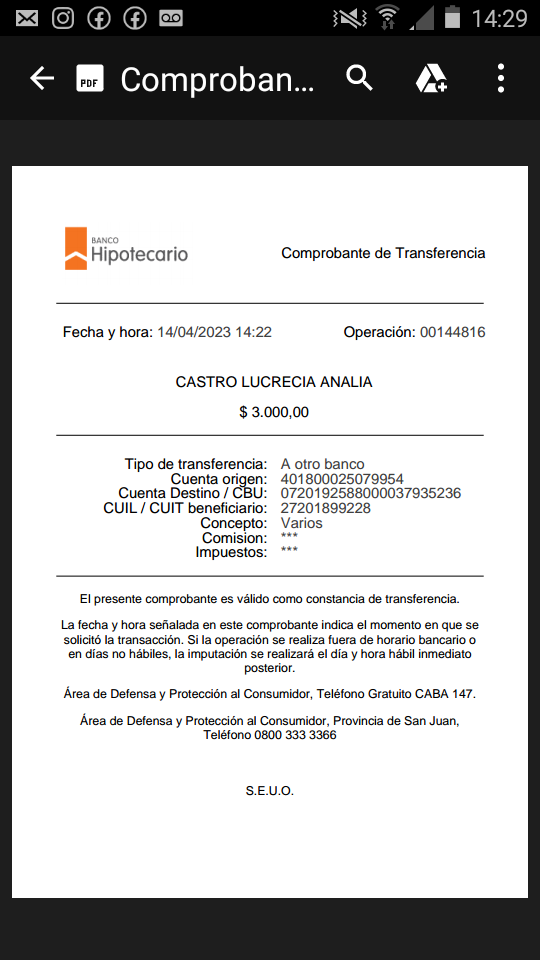 14:29
PDF Comproban...
BANCO
Hipotecario
Comprobante de Transferencia
Fecha y hora: 14/04/2023 14:22 Operación: 00144816
CASTRO LUCRECIA ANALIA
$ 3.000,00
Tipo de transferencia: A otro banco
Cuenta origen: 401800025079954
Cuenta Destino / CBU: 0720192588000037935236
CUIL / CUIT beneficiario: 27201899228
Concepto: Varios
Comision: ***
Impuestos: ***
El presente comprobante es válido como constancia de transferencia.
La fecha y hora señalada en este comprobante indica el momento en que se
solicitó la transacción. Si la operación se realiza fuera de horario bancario o
en días no hábiles, la imputación se realizará el día y hora hábil inmediato
posterior.
Área de Defensa y Protección al Consumidor, Teléfono Gratuito CABA 147.
Área de Defensa y Protección al Consumidor, Provincia de San Juan,
Teléfono 0800 333 3366
S.E.U.O.